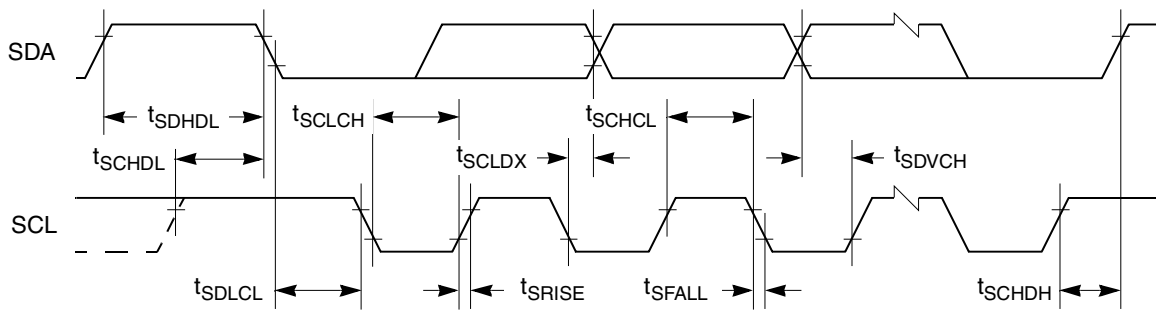 SDA
tSDHDL
tSCLCH
tSCHCL
tSCHDL
tSCLDX
tSDVCH
SCL
tSDLCL
tSRISE
tSFALL
tSCHDH